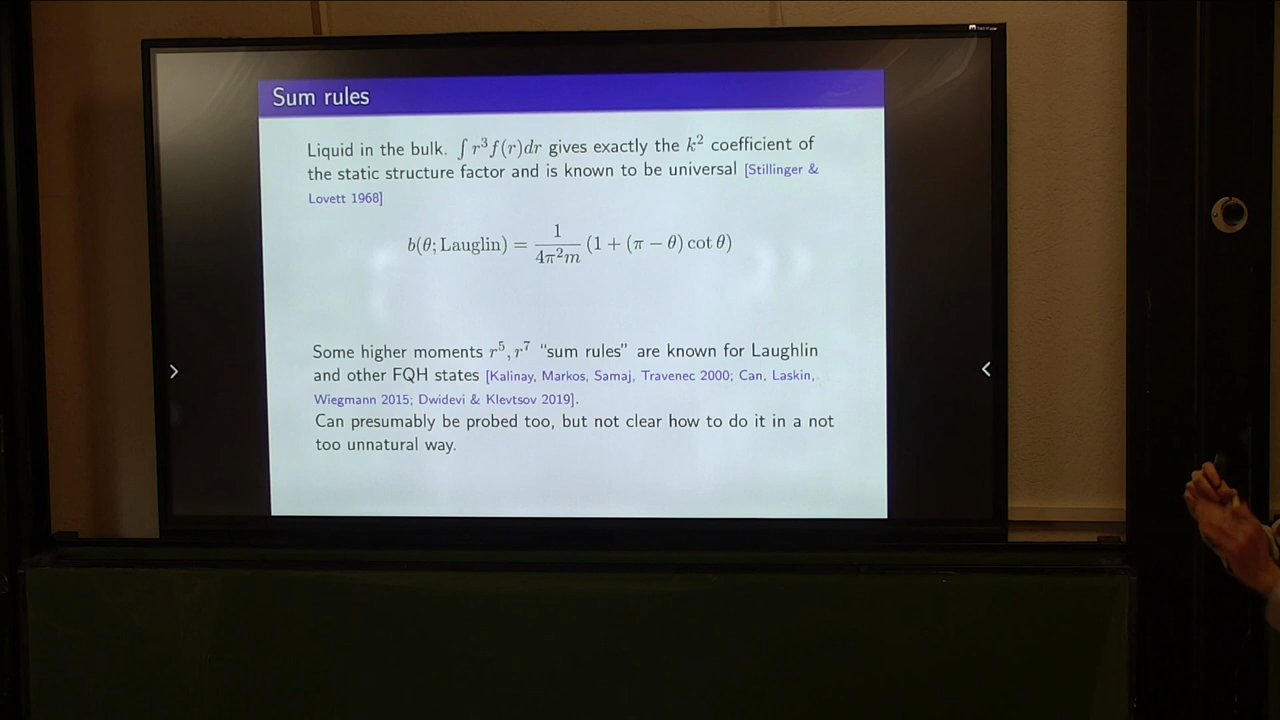 Sum rules
Liquid in the bulk. ∫ r³f(r)dr gives exactly the k² coefficient of
the static structure factor and is known to be universal [Stillinger &
Lovett 1968]
b(θ; Lauglin) = 1/(4π²m) (1 + (π − θ) cot θ)
Some higher moments r⁵, r⁷ "sum rules" are known for Laughlin
and other FQH states [Kalinay, Markos, Samaj, Travenec 2000; Can, Laskin,
Wiegmann 2015; Dwidevi & Klevtsov 2019].
Can presumably be probed too, but not clear how to do it in a not
too unnatural way.